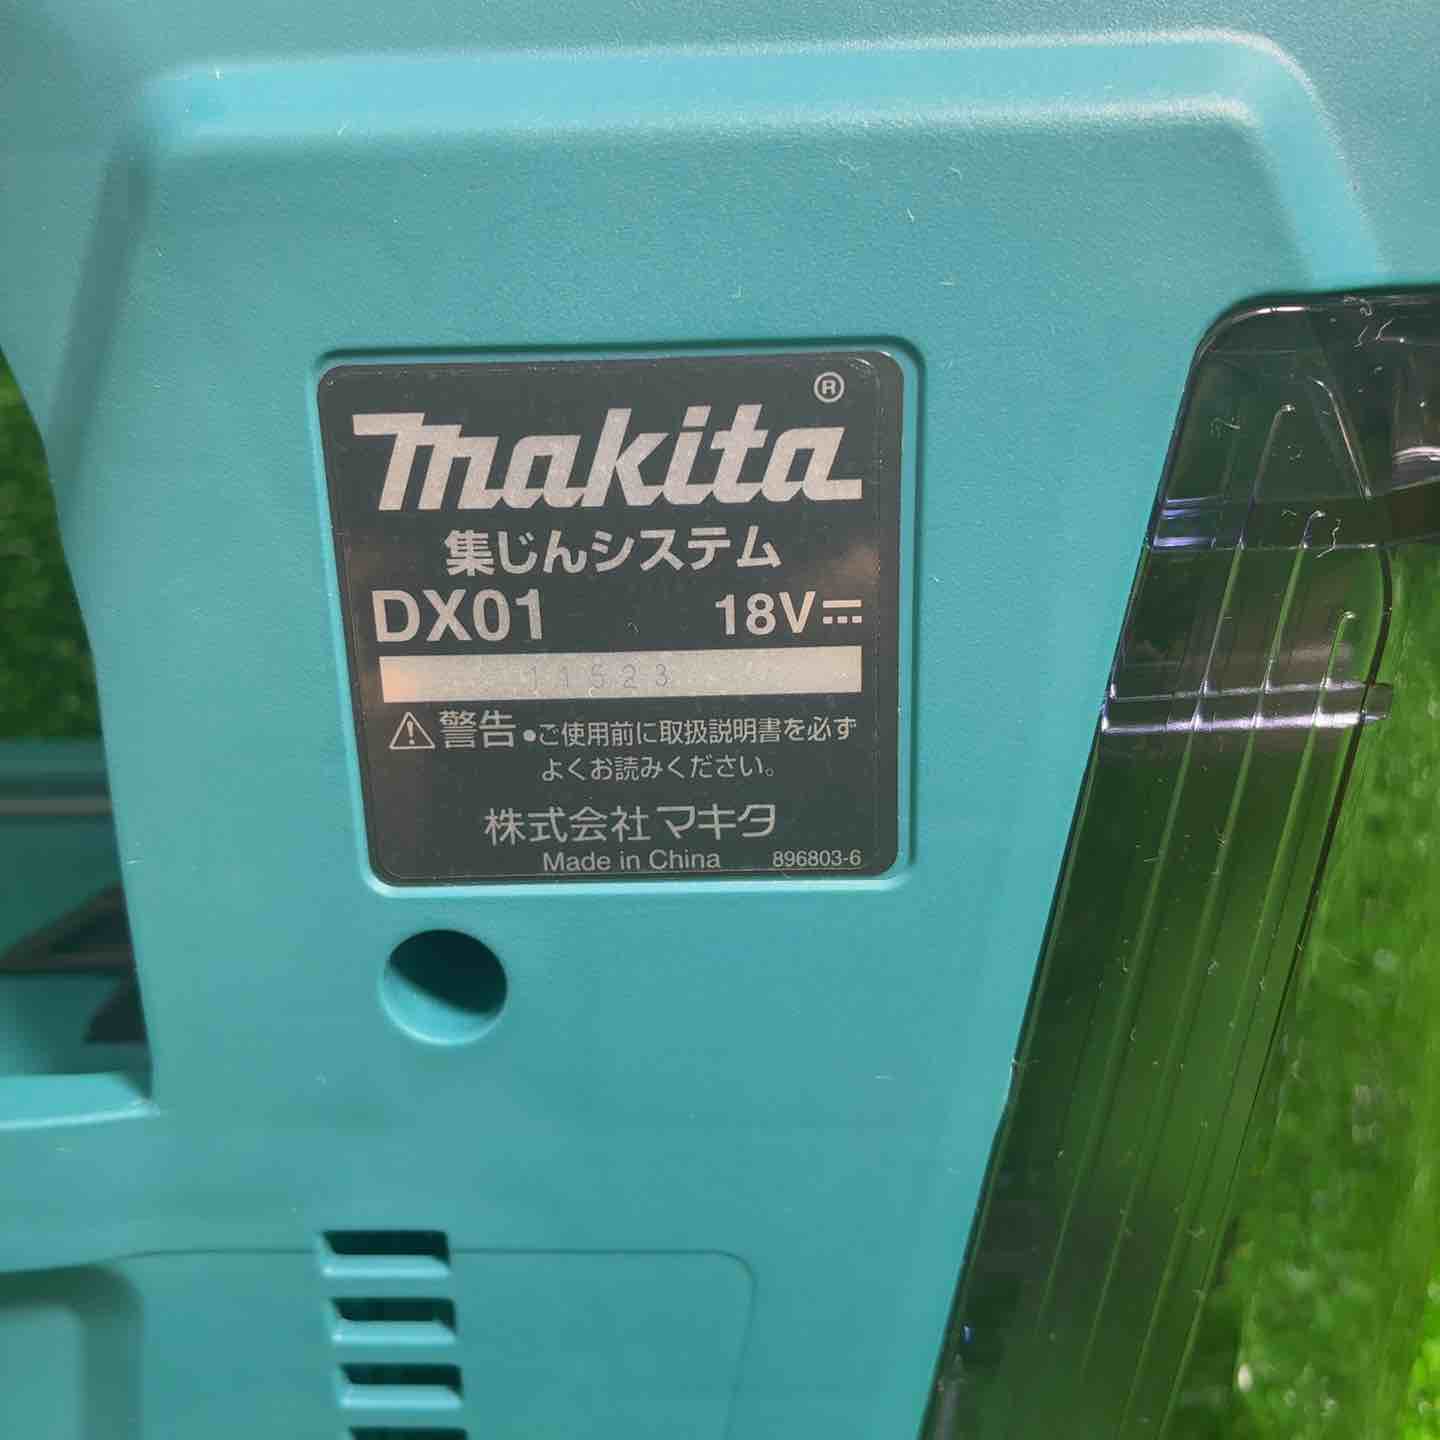 makita®
集じんシステム
DX01 18V⎓
11523
⚠警告●ご使用前に取扱説明書を必ず
よくお読みください。
株式会社マキタ
Made in China 896803-6